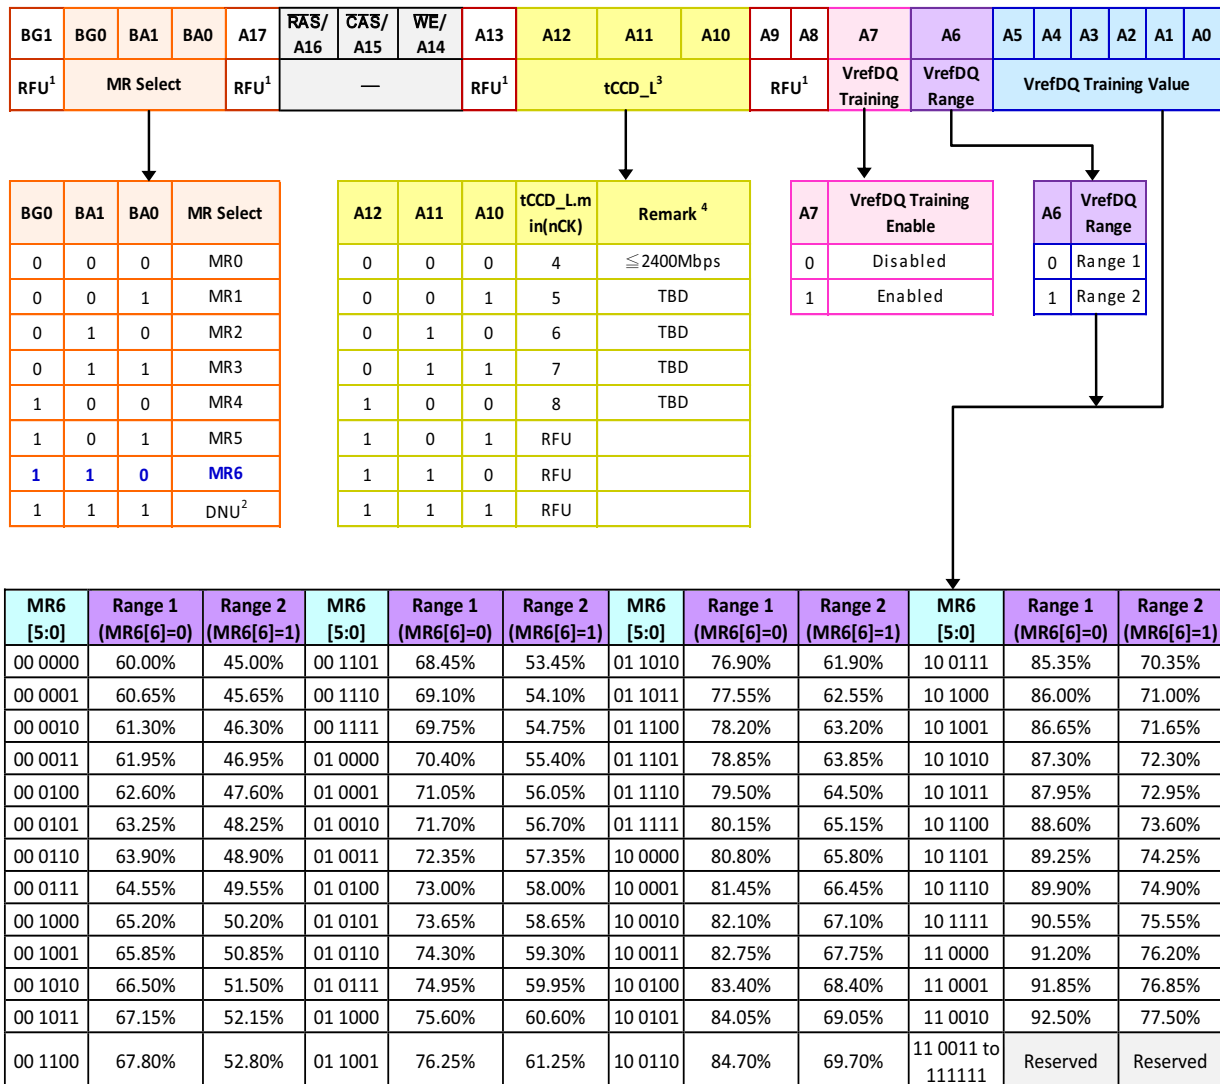 BG1 BG0 BA1 BA0 A17 RAS/ A16 CAS/ A15 WE/ A14 A13 A12 A11 A10 A9 A8 A7 A6 A5 A4 A3 A2 A1 A0
RFU1 MR Select RFU1 — RFU1 tCCD_L3 RFU1 VrefDQ Training VrefDQ Range VrefDQ Training Value
BG0 BA1 BA0 MR Select
0 0 0 MR0
0 0 1 MR1
0 1 0 MR2
0 1 1 MR3
1 0 0 MR4
1 0 1 MR5
1 1 0 MR6
1 1 1 DNU2
A12 A11 A10 tCCD_L.m in(nCK) Remark 4
0 0 0 4 ≦2400Mbps
0 0 1 5 TBD
0 1 0 6 TBD
0 1 1 7 TBD
1 0 0 8 TBD
1 0 1 RFU
1 1 0 RFU
1 1 1 RFU
A7 VrefDQ Training Enable
0 Disabled
1 Enabled
A6 VrefDQ Range
0 Range 1
1 Range 2
MR6 Range 1 Range 2 MR6 Range 1 Range 2 MR6 Range 1 Range 2 MR6 Range 1 Range 2
[5:0] (MR6[6]=0) (MR6[6]=1) [5:0] (MR6[6]=0) (MR6[6]=1) [5:0] (MR6[6]=0) (MR6[6]=1) [5:0] (MR6[6]=0) (MR6[6]=1)
00 0000 60.00% 45.00% 00 1101 68.45% 53.45% 01 1010 76.90% 61.90% 10 0111 85.35% 70.35%
00 0001 60.65% 45.65% 00 1110 69.10% 54.10% 01 1011 77.55% 62.55% 10 1000 86.00% 71.00%
00 0010 61.30% 46.30% 00 1111 69.75% 54.75% 01 1100 78.20% 63.20% 10 1001 86.65% 71.65%
00 0011 61.95% 46.95% 01 0000 70.40% 55.40% 01 1101 78.85% 63.85% 10 1010 87.30% 72.30%
00 0100 62.60% 47.60% 01 0001 71.05% 56.05% 01 1110 79.50% 64.50% 10 1011 87.95% 72.95%
00 0101 63.25% 48.25% 01 0010 71.70% 56.70% 01 1111 80.15% 65.15% 10 1100 88.60% 73.60%
00 0110 63.90% 48.90% 01 0011 72.35% 57.35% 10 0000 80.80% 65.80% 10 1101 89.25% 74.25%
00 0111 64.55% 49.55% 01 0100 73.00% 58.00% 10 0001 81.45% 66.45% 10 1110 89.90% 74.90%
00 1000 65.20% 50.20% 01 0101 73.65% 58.65% 10 0010 82.10% 67.10% 10 1111 90.55% 75.55%
00 1001 65.85% 50.85% 01 0110 74.30% 59.30% 10 0011 82.75% 67.75% 11 0000 91.20% 76.20%
00 1010 66.50% 51.50% 01 0111 74.95% 59.95% 10 0100 83.40% 68.40% 11 0001 91.85% 76.85%
00 1011 67.15% 52.15% 01 1000 75.60% 60.60% 10 0101 84.05% 69.05% 11 0010 92.50% 77.50%
00 1100 67.80% 52.80% 01 1001 76.25% 61.25% 10 0110 84.70% 69.70% 11 0011 to 111111 Reserved Reserved